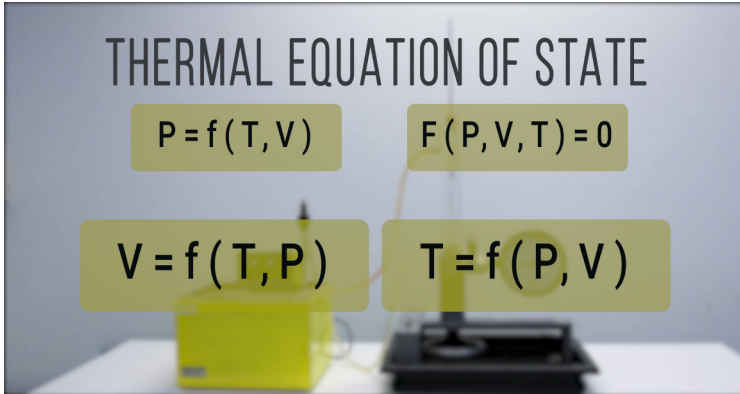 THERMAL EQUATION OF STATE
P = f ( T , V )
F ( P , V , T ) = 0
V = f ( T , P )
T = f ( P , V )